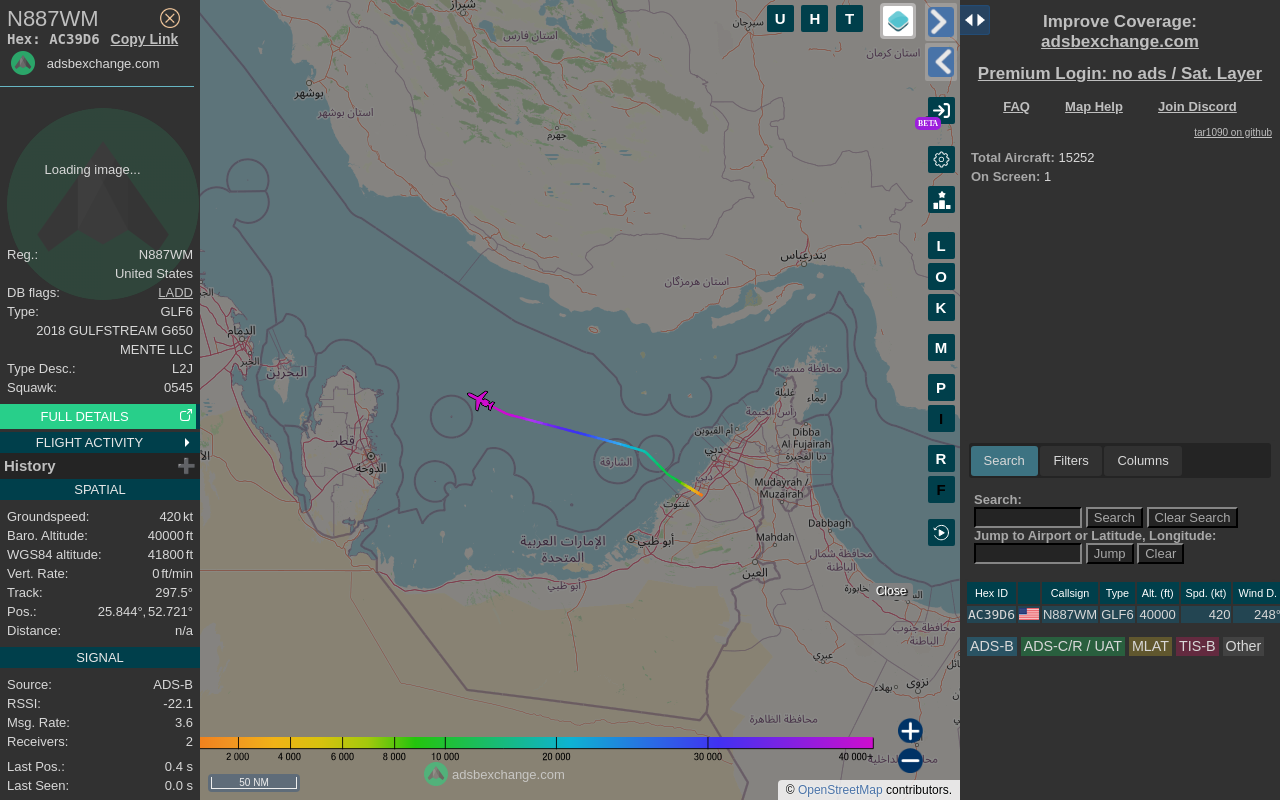 N887WM
Hex: AC39D6 Copy Link
adsbexchange.com
Loading image...
Reg.: N887WM
United States
DB flags: LADD
Type: GLF6
2018 GULFSTREAM G650
MENTE LLC
Type Desc.: L2J
Squawk: 0545
FULL DETAILS
FLIGHT ACTIVITY
History
SPATIAL
Groundspeed: 420 kt
Baro. Altitude: 40000 ft
WGS84 altitude: 41800 ft
Vert. Rate: 0 ft/min
Track: 297.5°
Pos.: 25.844°, 52.721°
Distance: n/a
SIGNAL
Source: ADS-B
RSSI: -22.1
Msg. Rate: 3.6
Receivers: 2
Last Pos.: 0.4 s
Last Seen: 0.0 s
شیراز
استان فارس
سیرجان
استان کرمان
بوشهر
استان بوشهر
جهرم
بندرعباس
استان هرمزگان
الدمام
الخبر
البحرين
قطر
الدوحة
محافظة مسندم
غليلة
ليماء
رأس الخيمة
أم القيوين
دبي
Dibba
Al Fujairah
دبا الفجيرة
الشارقة
دبي
غنتوت
Mudayrah /
Muzairah
Dabbagh
Mahdah
أبو ظبي
الإمارات العربية
المتحدة
أبو ظبي
العين
محافظة شمال
الباطنة
الخابورة
Close
محافظة جنوب
الباطنة
عبري
نزوى
بهلاء
محافظة الظاهرة
U H T
BETA
L
O
K
M
P
I
R
F
2 000 4 000 6 000 8 000 10 000 20 000 30 000 40 000+
adsbexchange.com
50 NM
© OpenStreetMap contributors.
Improve Coverage:
adsbexchange.com
Premium Login: no ads / Sat. Layer
FAQ Map Help Join Discord
tar1090 on github
Total Aircraft: 15252
On Screen: 1
Search Filters Columns
Search:
Search Clear Search
Jump to Airport or Latitude, Longitude:
Jump Clear
Hex ID Callsign Type Alt. (ft) Spd. (kt) Wind D.
AC39D6 N887WM GLF6 40000 420 248°
ADS-B ADS-C/R / UAT MLAT TIS-B Other